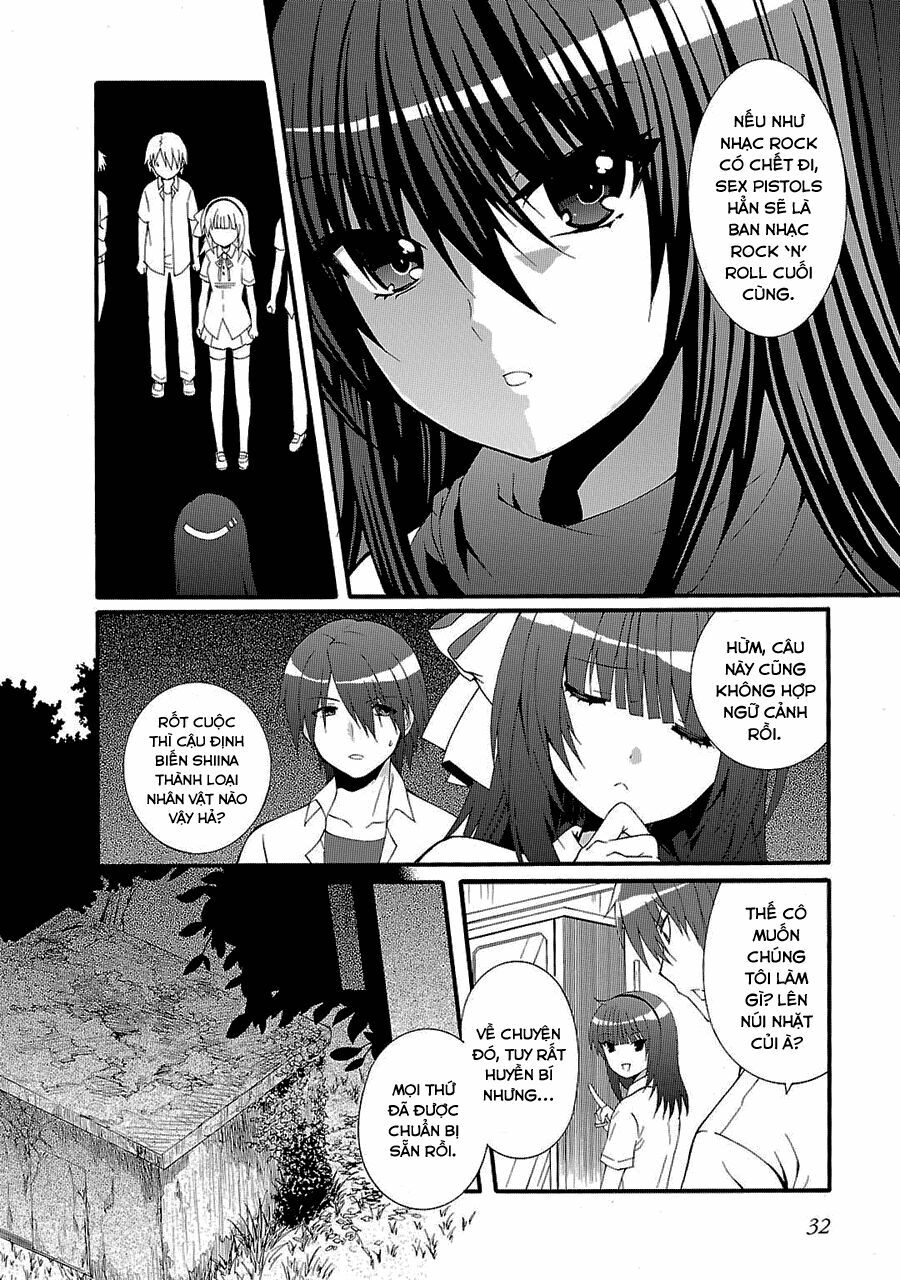 NẾU NHƯ
NHẠC ROCK
CÓ CHẾT ĐI,
SEX PISTOLS
HẲN SẼ LÀ
BAN NHẠC
ROCK ‘N’
ROLL CUỐI
CÙNG.
HỪM, CÂU
NÀY CŨNG
KHÔNG HỢP
NGỮ CẢNH
RỒI.
RỐT CUỘC
THÌ CẬU ĐỊNH
BIẾN SHIINA
THÀNH LOẠI
NHÂN VẬT NÀO
VẬY HẢ?
THẾ CÔ
MUỐN
CHÚNG
TÔI LÀM
GÌ? LÊN
NÚI NHẶT
CỦI À?
VỀ CHUYỆN
ĐÓ, TUY RẤT
HUYỀN BÍ
NHƯNG...
MỌI THỨ
ĐÃ ĐƯỢC
CHUẨN BỊ
SẴN RỒI.
32